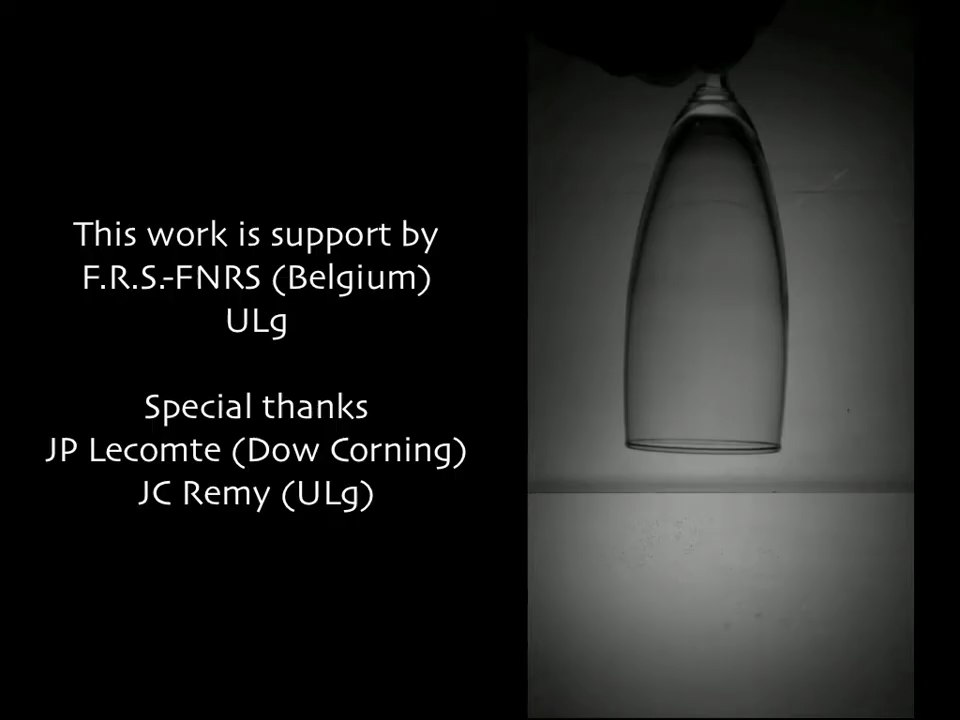 This work is support by
F.R.S.-FNRS (Belgium)
ULg
Special thanks
JP Lecomte (Dow Corning)
JC Remy (ULg)